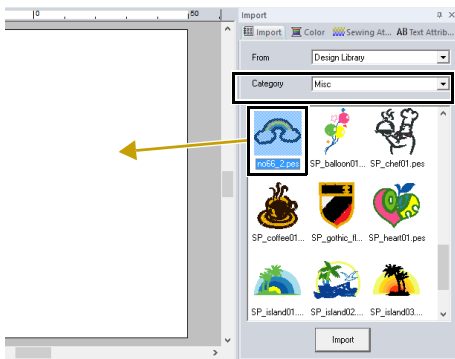 0
50
Import
Import Color Sewing At... AB Text Attrib...
From Design Library
Category Misc
no66_2.pes SP_balloon01... SP_chef01.pes
SP_coffee01... SP_gothic_fl... SP_heart01.pes
SP_island01.... SP_island02.... SP_island03....
Import